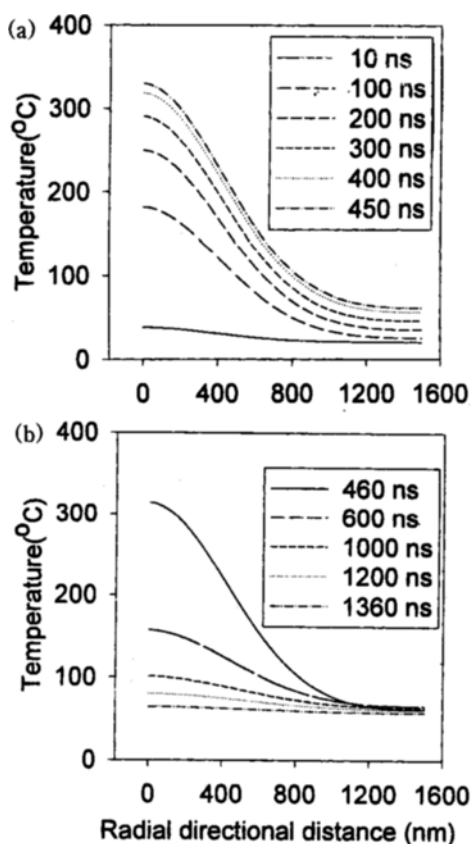 (a)
400
300
200
100
0
Temperature(⁰C)
10 ns
100 ns
200 ns
300 ns
400 ns
450 ns
0 400 800 1200 1600
(b)
400
300
200
100
0
Temperature(⁰C)
460 ns
600 ns
1000 ns
1200 ns
1360 ns
0 400 800 1200 1600
Radial directional distance (nm)